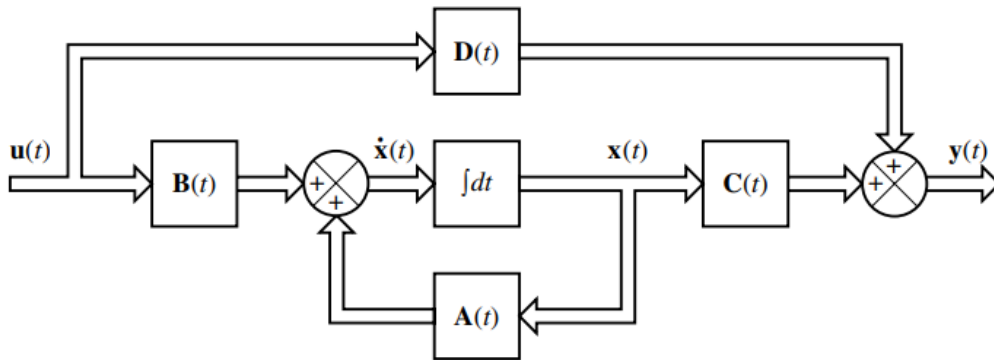 D(t)
u(t)
ẋ(t)
x(t)
y(t)
B(t)
+
+
∫dt
C(t)
+
+
A(t)